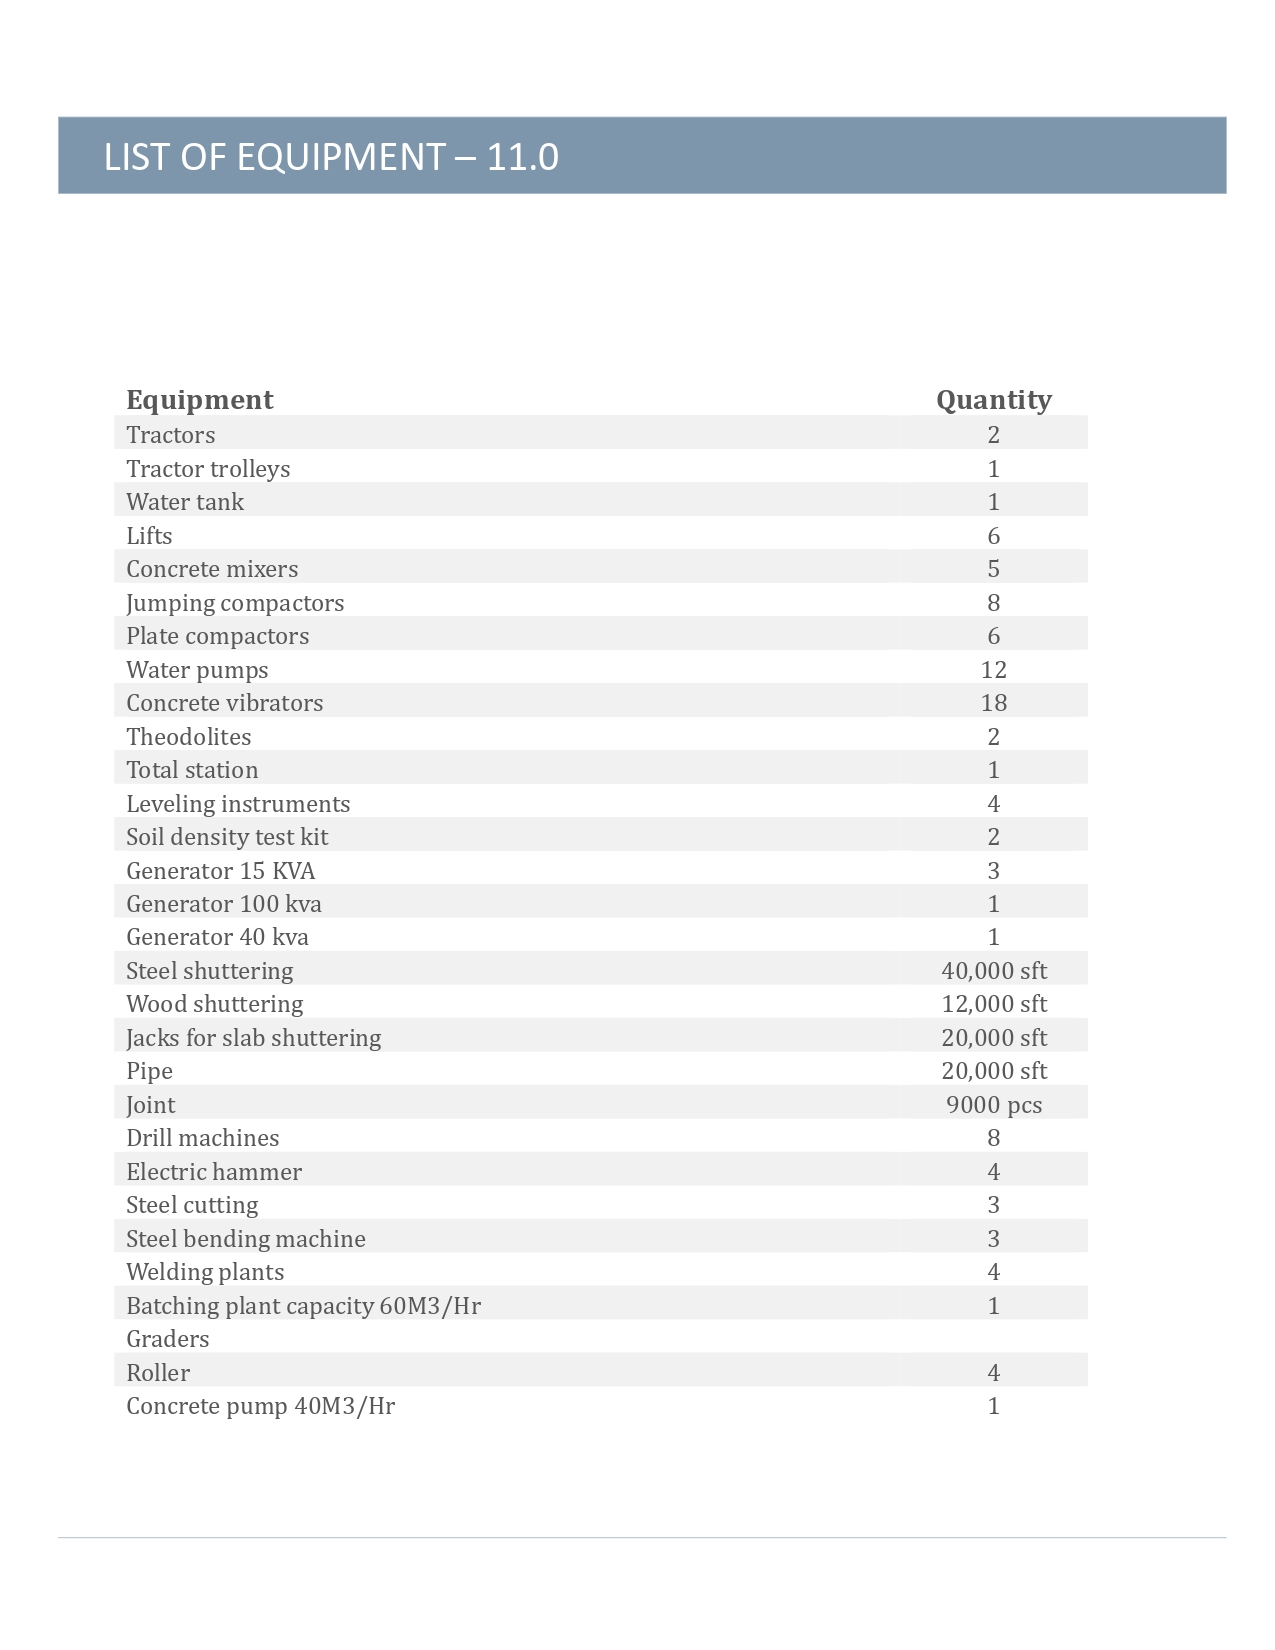 LIST OF EQUIPMENT – 11.0
Equipment Quantity
Tractors 2
Tractor trolleys 1
Water tank 1
Lifts 6
Concrete mixers 5
Jumping compactors 8
Plate compactors 6
Water pumps 12
Concrete vibrators 18
Theodolites 2
Total station 1
Leveling instruments 4
Soil density test kit 2
Generator 15 KVA 3
Generator 100 kva 1
Generator 40 kva 1
Steel shuttering 40,000 sft
Wood shuttering 12,000 sft
Jacks for slab shuttering 20,000 sft
Pipe 20,000 sft
Joint 9000 pcs
Drill machines 8
Electric hammer 4
Steel cutting 3
Steel bending machine 3
Welding plants 4
Batching plant capacity 60M3/Hr 1
Graders
Roller 4
Concrete pump 40M3/Hr 1